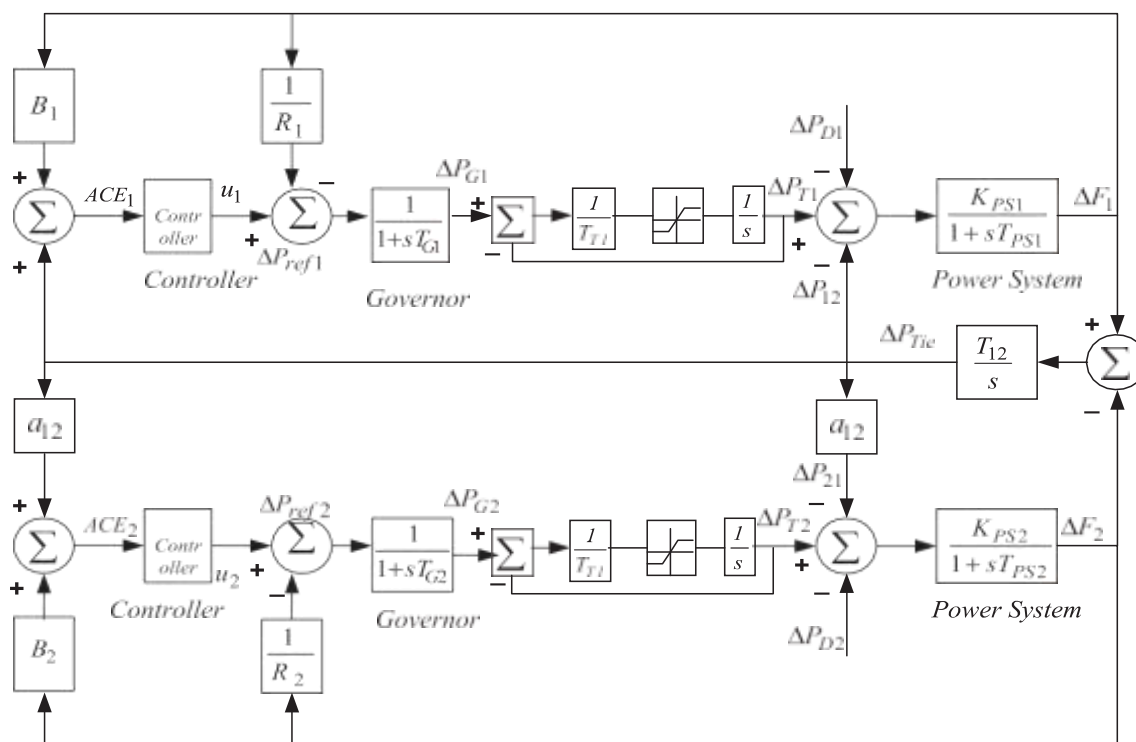 B1
1
R1
ΔPD1
+
ACE1
u1
−
ΔPG1
ΔPT1
ΔF1
Σ
Contr
oller
Σ
1
1+sTG1
+
Σ
1
TT1
1
s
−
Σ
KPS1
1 + sTPS1
+
+
−
+
−
ΔPref1
Controller
Governor
ΔP12
Power System
ΔPTie
T12
s
+
Σ
−
a12
a12
ΔP21
+
ΔPref2
ΔPG2
ΔPT2
−
ACE2
Σ
Contr
oller
Σ
1
1+sTG2
+
Σ
1
TT1
1
s
Σ
KPS2
1 + sTPS2
ΔF2
+
u2
+
−
−
+
−
Controller
Governor
Power System
B2
1
R2
ΔPD2